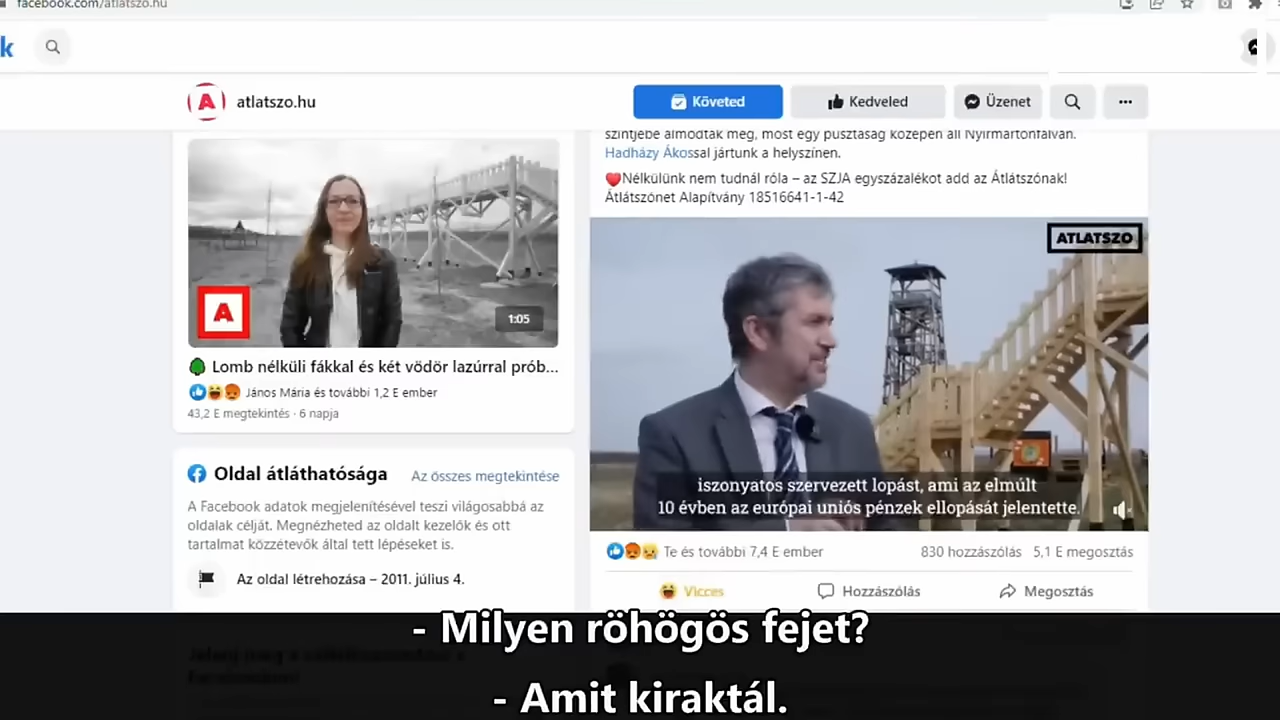 facebook.com/atlatszo.hu
k
A
atlatszo.hu
Követed
Kedveled
Üzenet
A
1:05
Lomb nélküli fákkal és két vödör lazúrral prób...
János Mária és további 1,2 E ember
43,2 E megtekintés · 6 napja
Oldal átláthatósága
Az összes megtekintése
A Facebook adatok megjelenítésével teszi világosabbá az
oldalak célját. Megnézheted az oldalt kezelők és ott
tartalmat közzétevők által tett lépéseket is.
Az oldal létrehozása – 2011. július 4.
szintjébe álmodtak meg, most egy pusztaság közepén áll Nyírmártonfalván.
Hadházy Ákossal jártunk a helyszínen.
Nélkülünk nem tudnál róla – az SZJA egyszázalékot add az Átlátszónak!
Átlátszónet Alapítvány 18516641-1-42
ATLATSZO
iszonyatos szervezett lopást, ami az elmúlt
10 évben az európai uniós pénzek ellopását jelentette.
Te és további 7,4 E ember
830 hozzászólás
5,1 E megosztás
Vicces
Hozzászólás
Megosztás
- Milyen röhögös fejet?
- Amit kiraktál.